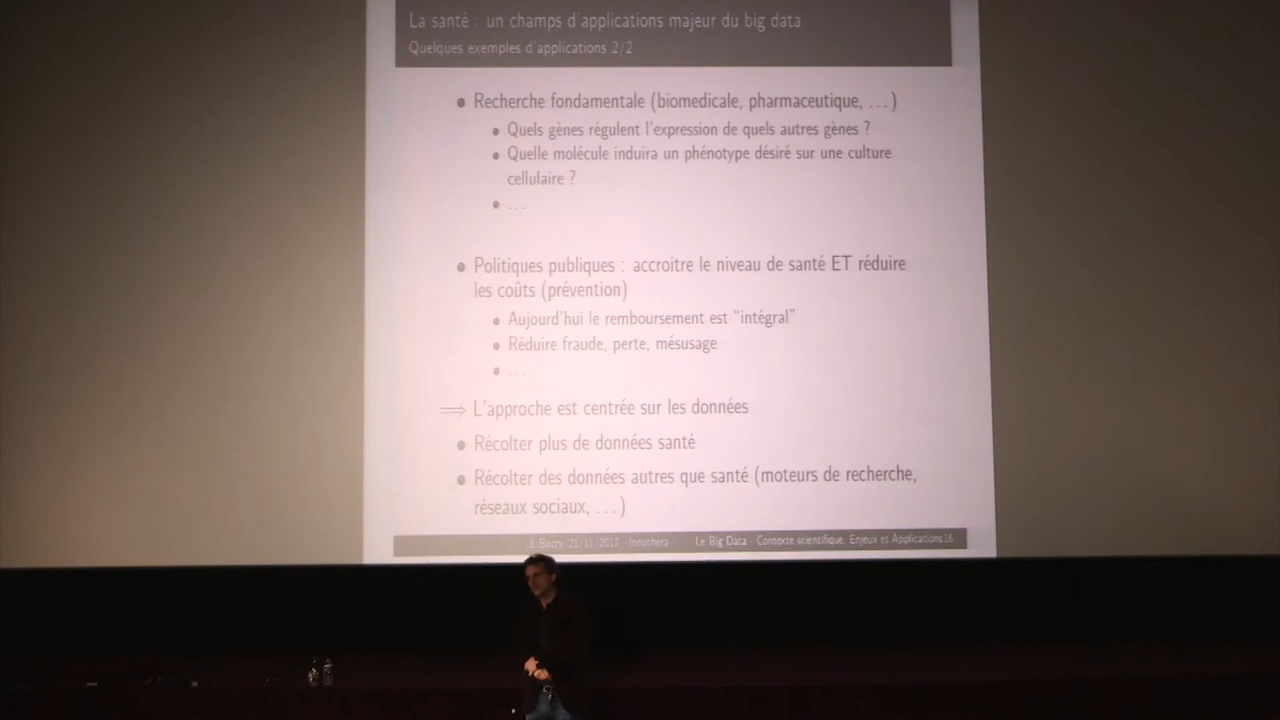 La santé : un champs d'applications majeur du big data
Quelques exemples d'applications 2/2
• Recherche fondamentale (biomedicale, pharmaceutique, ...)
• Quels gènes régulent l'expression de quels autres gènes ?
• Quelle molécule induira un phénotype désiré sur une culture
cellulaire ?
• ...
• Politiques publiques : accroitre le niveau de santé ET réduire
les coûts (prévention)
• Aujourd'hui le remboursement est “intégral”
• Réduire fraude, perte, mésusage
• ...
⟹ L'approche est centrée sur les données
• Récolter plus de données santé
• Récolter des données autres que santé (moteurs de recherche,
réseaux sociaux, ...)
E.Bacry, 21/11/2017 - Innothera Le Big Data - Contexte scientifique, Enjeux et Applications 16